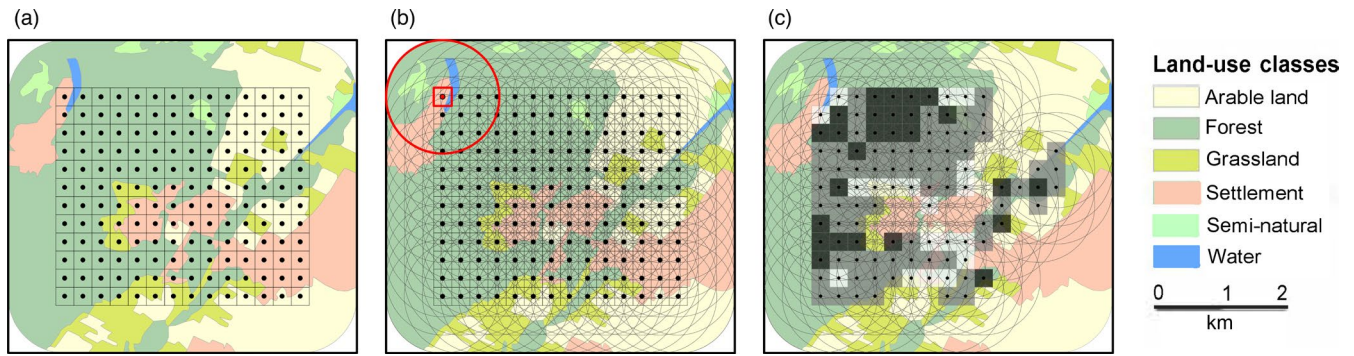 (a)
(b)
(c)
Land-use classes
Arable land
Forest
Grassland
Settlement
Semi-natural
Water
0 1 2
km